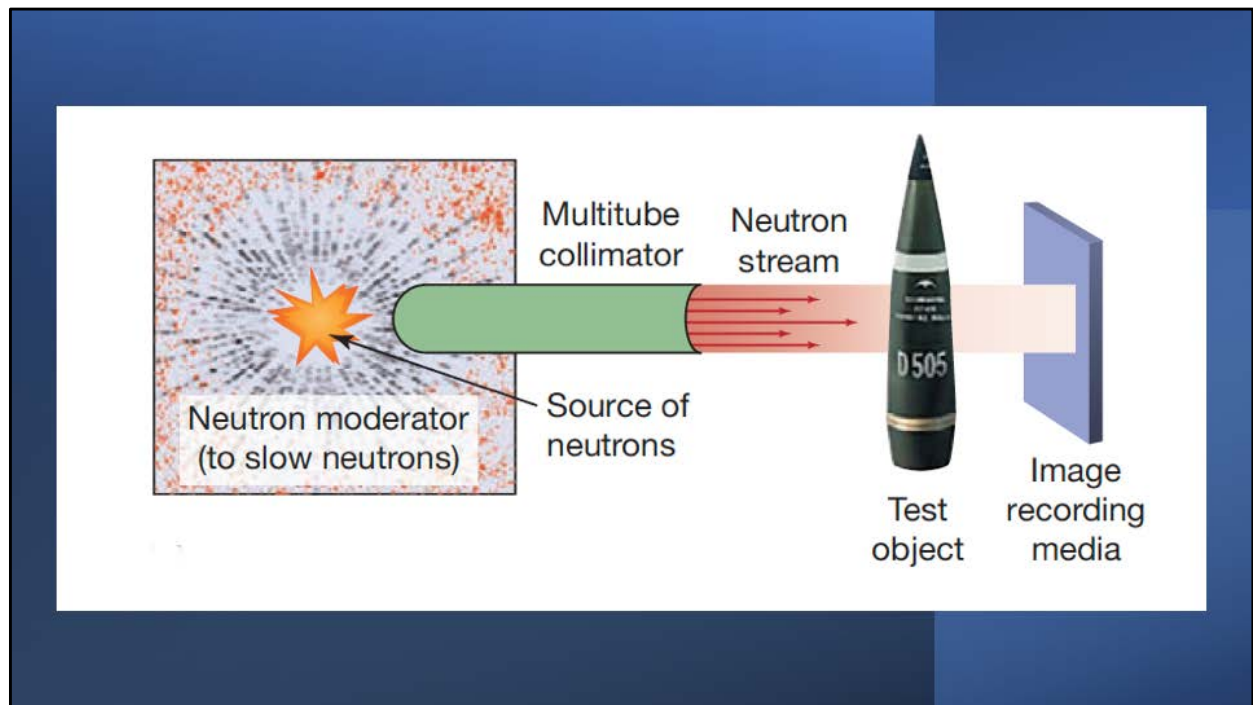 Multitube
collimator
Neutron
stream
Neutron moderator
(to slow neutrons)
Source of
neutrons
D505
Test
object
Image
recording
media